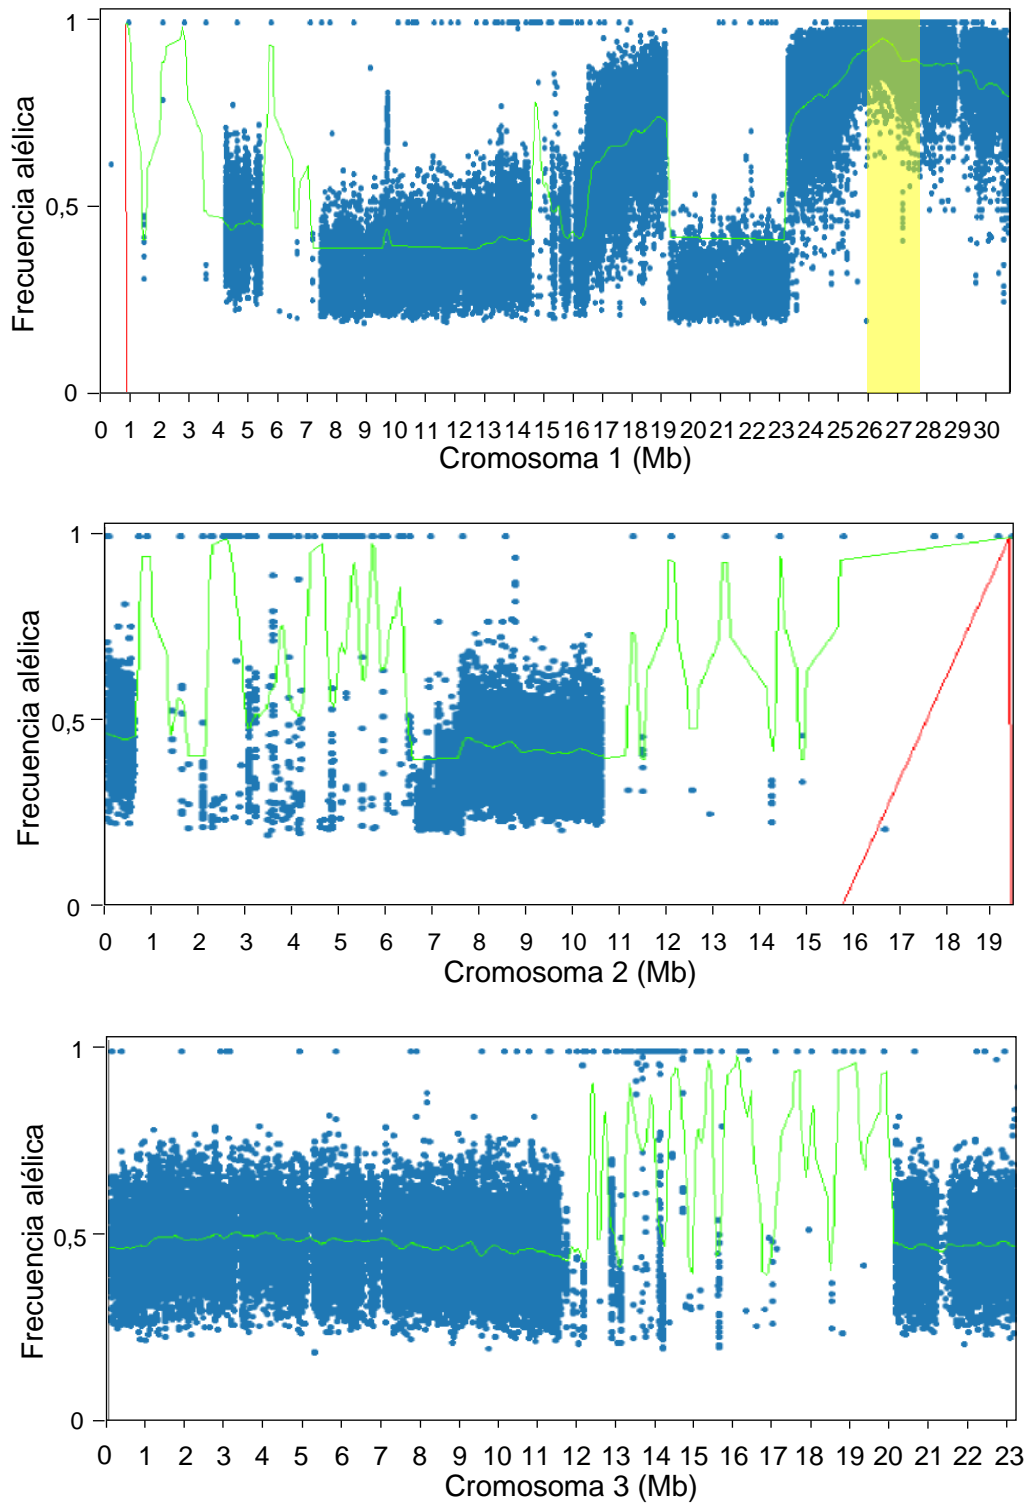 Frecuencia alélica
1
0,5
0
0 1 2 3 4 5 6 7 8 9 10 11 12 13 14 15 16 17 18 19 20 21 22 23 24 25 26 27 28 29 30
Cromosoma 1 (Mb)
Frecuencia alélica
1
0,5
0
0 1 2 3 4 5 6 7 8 9 10 11 12 13 14 15 16 17 18 19
Cromosoma 2 (Mb)
Frecuencia alélica
1
0,5
0
0 1 2 3 4 5 6 7 8 9 10 11 12 13 14 15 16 17 18 19 20 21 22 23
Cromosoma 3 (Mb)